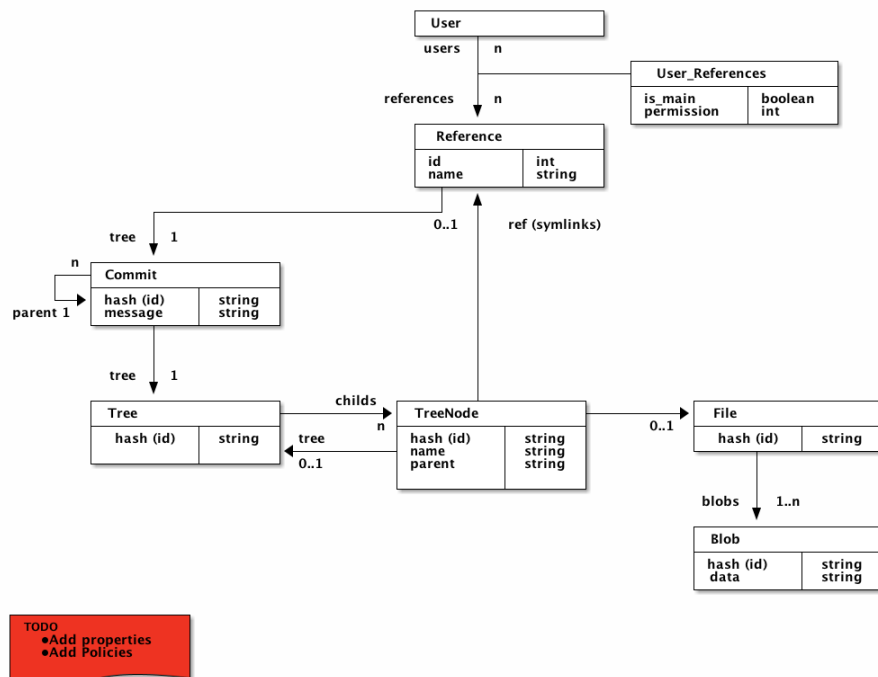 User
users n
User_References
is_main boolean
permission int
references n
Reference
id int
name string
0..1 ref (symlinks)
tree 1
n
Commit
hash (id) string
message string
parent 1
tree 1
childs
n
Tree
hash (id) string
TreeNode
hash (id) string
name string
parent string
tree
0..1
0..1
File
hash (id) string
blobs 1..n
Blob
hash (id) string
data string
TODO
●Add properties
●Add Policies